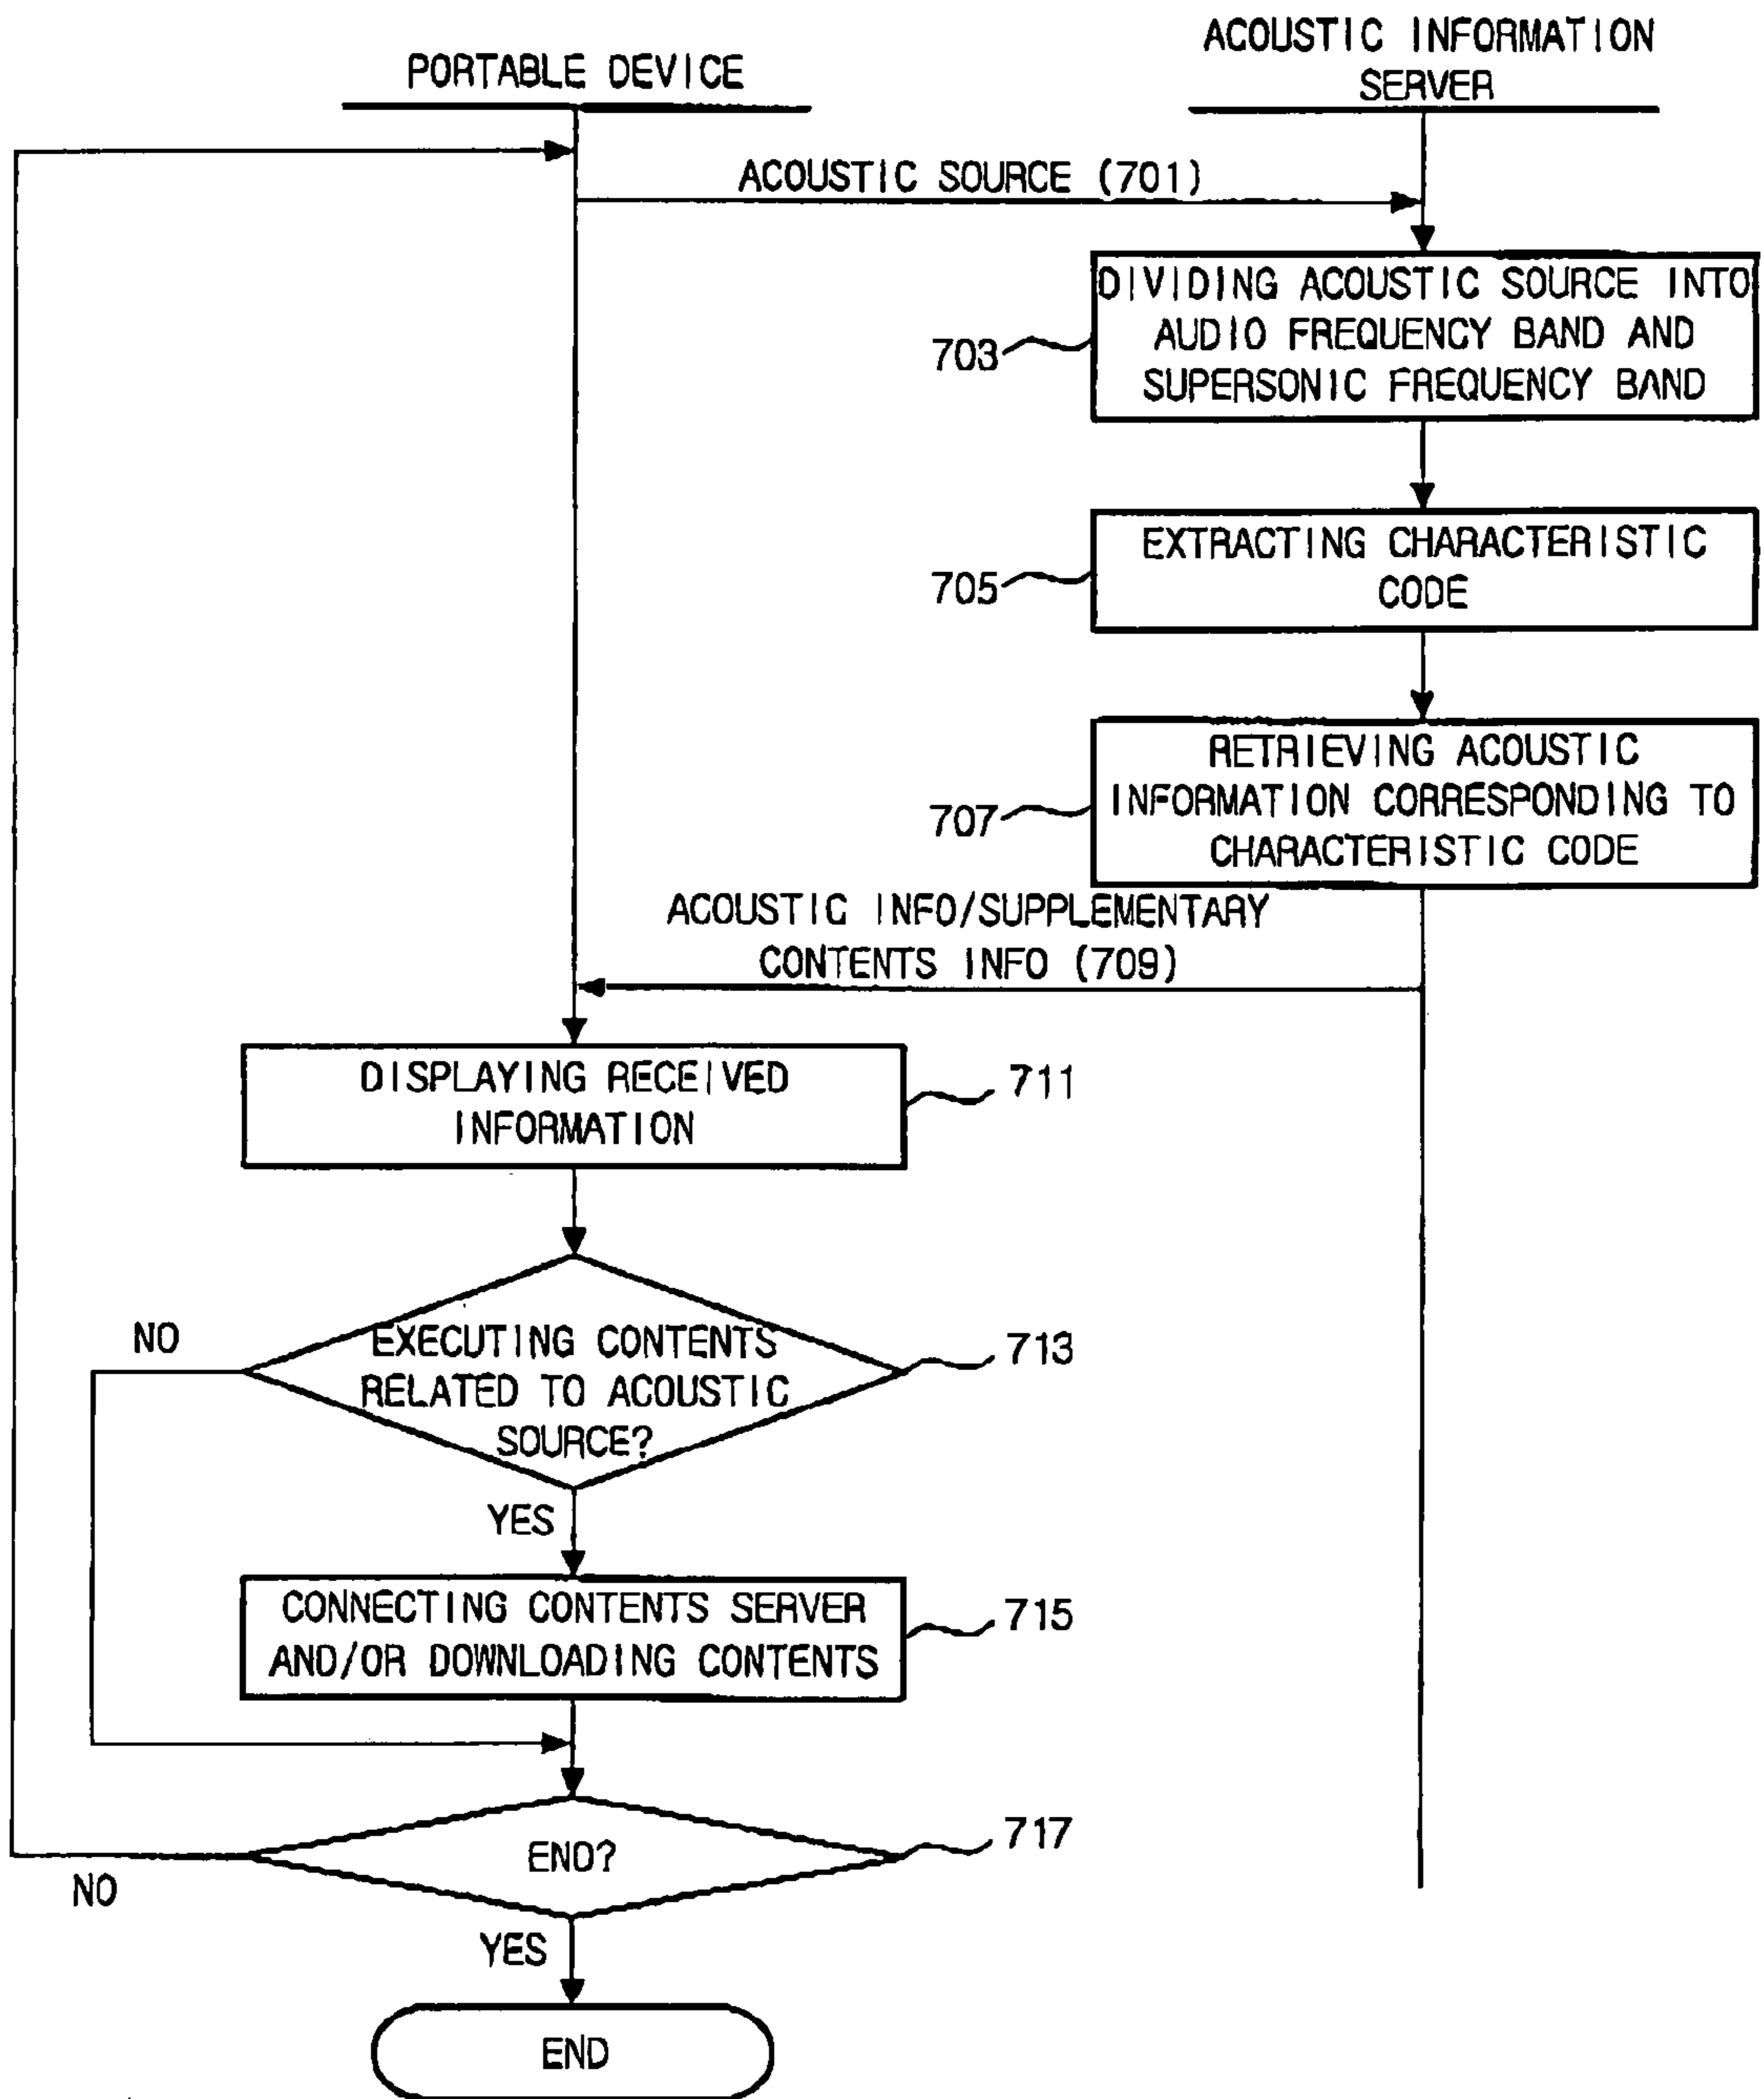 PORTABLE DEVICE
ACOUSTIC INFORMATION
SERVER
ACOUSTIC SOURCE (701)
DIVIDING ACOUSTIC SOURCE INTO
AUDIO FREQUENCY BAND AND
SUPERSONIC FREQUENCY BAND
703
EXTRACTING CHARACTERISTIC
CODE
705
RETRIEVING ACOUSTIC
INFORMATION CORRESPONDING TO
CHARACTERISTIC CODE
707
ACOUSTIC INFO/SUPPLEMENTARY
CONTENTS INFO (709)
DISPLAYING RECEIVED
INFORMATION
711
NO
EXECUTING CONTENTS
RELATED TO ACOUSTIC
SOURCE?
713
YES
CONNECTING CONTENTS SERVER
AND/OR DOWNLOADING CONTENTS
715
END?
717
NO
YES
END